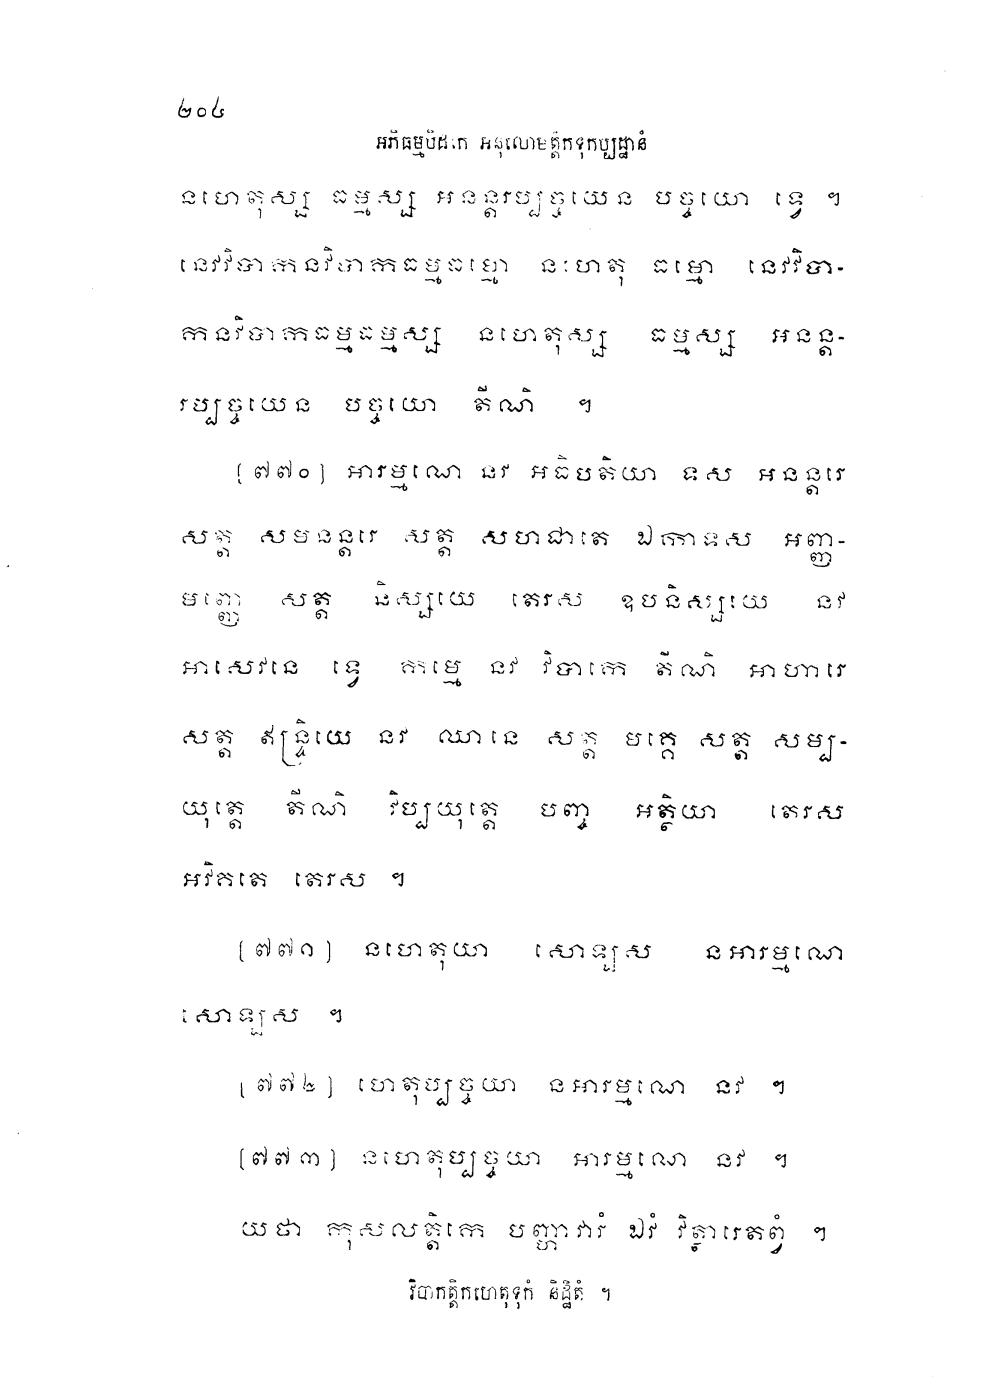 ២០៤
អភិធម្មបិដកេ អនុលោមត្តិកទុកប្បដ្ឋានំ
នហេតុស្ស ធម្មស្ស អនន្តរប្បច្ចយេន បច្ចយោ ទ្វេ ។
នេវវិបាកនវិបាកធម្មធម្មោ នហេតុ ធម្មោ នេវវិបា-
កនវិបាកធម្មធម្មស្ស នហេតុស្ស ធម្មស្ស អនន្ត-
រប្បច្ចយេន បច្ចយោ តីណិ ។
[៧៧០] អារម្មណេ នវ អធិបតិយា ទស អនន្តរេ
សត្ត សមនន្តរេ សត្ត សហជាតេ ឯកាទស អញ្ញ-
មញ្ញេ សត្ត និស្សយេ តេរស ឧបនិស្សយេ នវ
អាសេវនេ ទ្វេ កម្មេ នវ វិបាកេ តីណិ អាហារេ
សត្ត ឥន្ទ្រិយេ នវ ឈានេ សត្ត មគ្គេ សត្ត សម្ប-
យុត្តេ តីណិ វិប្បយុត្តេ បញ្ច អត្ថិយា តេរស
អវិគតេ តេរស ។
[៧៧១] នហេតុយា សោឡស នអារម្មណេ
សោឡស ។
[៧៧២] ហេតុប្បច្ចយា នអារម្មណេ នវ ។
[៧៧៣] នហេតុប្បច្ចយា អារម្មណេ នវ ។
យថា កុសលត្តិកេ បញ្ហាវារំ ឯវំ វិត្ថារេតព្វំ ។
វិបាកត្តិកហេតុទុកំ និដ្ឋិតំ ។